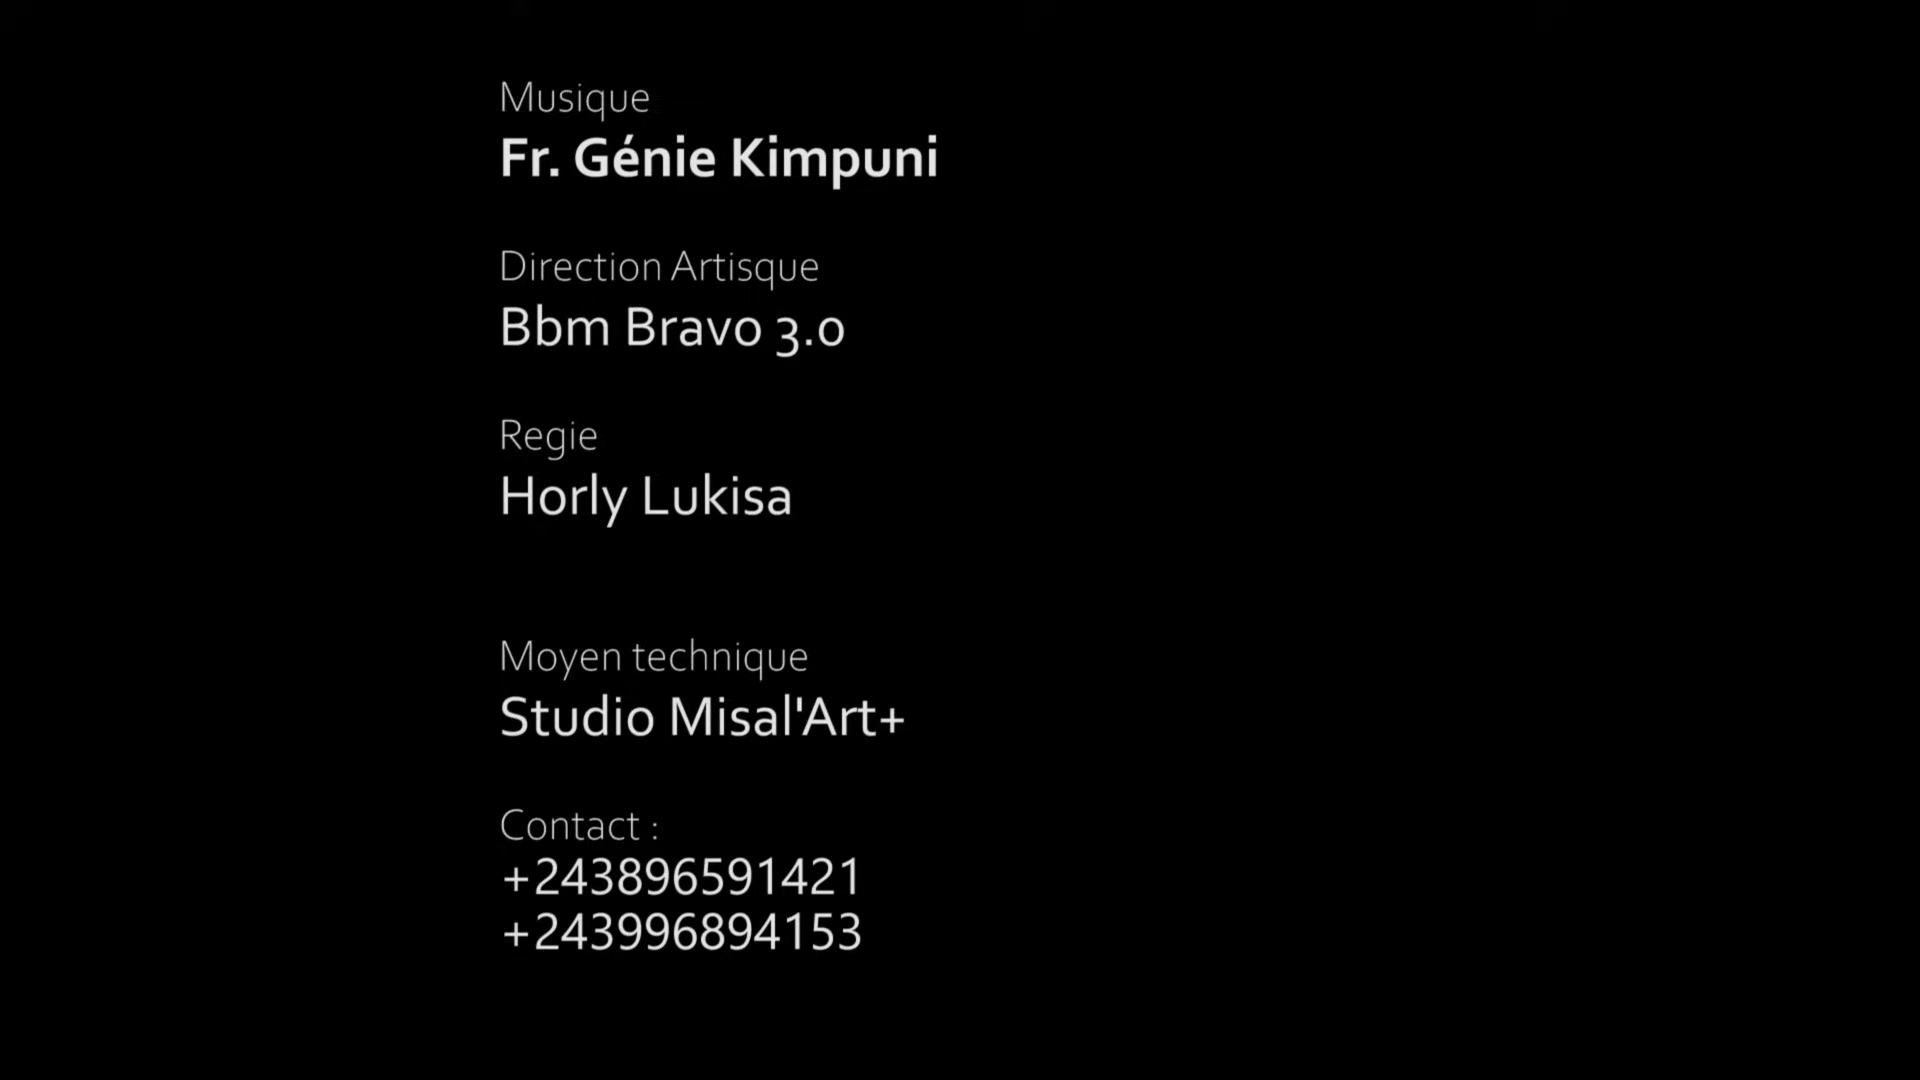 Musique
Fr. Génie Kimpuni
Direction Artisque
Bbm Bravo 3.0
Regie
Horly Lukisa
Moyen technique
Studio Misal'Art+
Contact :
+243896591421
+243996894153